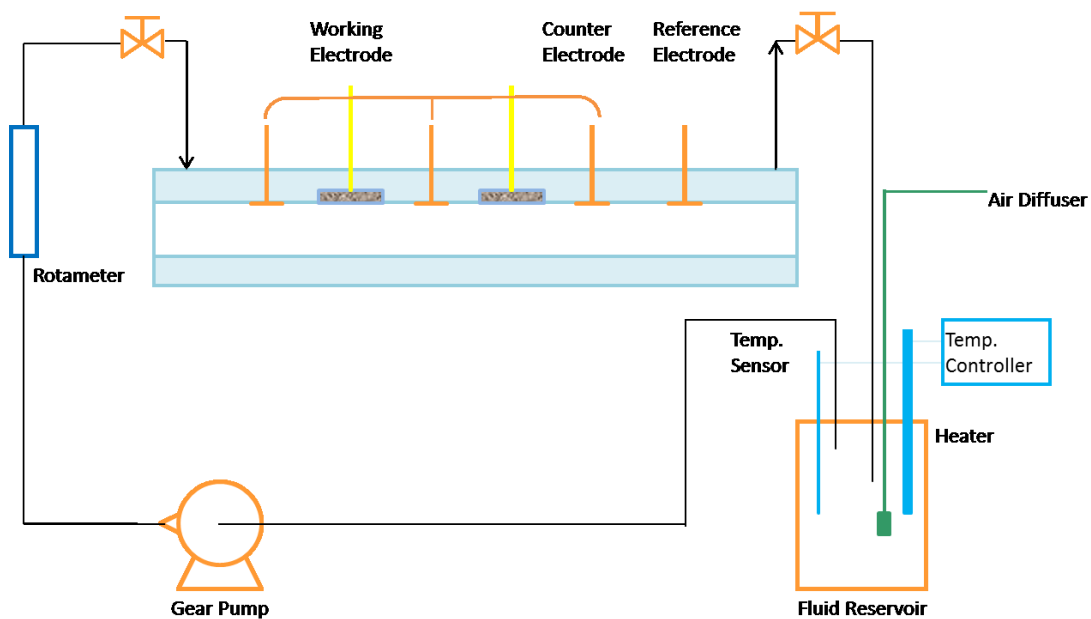 Working
Electrode
Counter
Electrode
Reference
Electrode
Air Diffuser
Rotameter
Temp.
Sensor
Temp.
Controller
Heater
Gear Pump
Fluid Reservoir